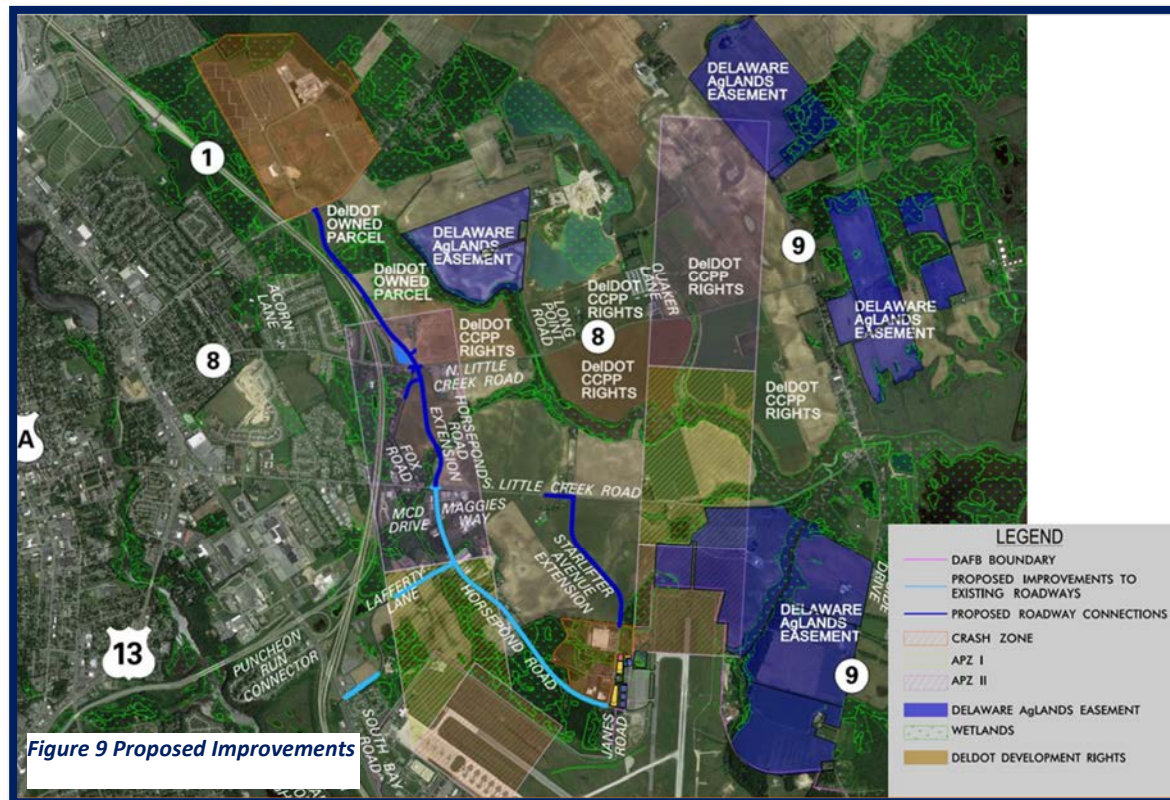 DELAWARE
AgLANDS
EASEMENT
1
9
DelDOT
OWNED
PARCEL
DELAWARE
AgLANDS
EASEMENT
DelDOT
OWNED
PARCEL
QUAKER
LANE
DelDOT
CCPP
RIGHTS
DelDOT
CCPP
RIGHTS
DELAWARE
AgLANDS
EASEMENT
ACORN
LANE
LONG
POINT
ROAD
8
8
DelDOT
CCPP
RIGHTS
N. LITTLE
CREEK ROAD
DelDOT
CCPP
RIGHTS
DelDOT
CCPP
RIGHTS
HORSEPOND
ROAD
EXTENSION
FOX
ROAD
A
S. LITTLE CREEK ROAD
MCD
DRIVE
MAGGIES
WAY
STARLIFTER
AVENUE
EXTENSION
LAFFERTY
LANE
HORSEPOND ROAD
DELAWARE
AgLANDS
EASEMENT
DRIVE
13
PUNCHEON
RUN
CONNECTOR
9
JANES
ROAD
SOUTH BAY
ROAD
Figure 9 Proposed Improvements
LEGEND
DAFB BOUNDARY
PROPOSED IMPROVEMENTS TO
EXISTING ROADWAYS
PROPOSED ROADWAY CONNECTIONS
CRASH ZONE
APZ I
APZ II
DELAWARE AgLANDS EASEMENT
WETLANDS
DELDOT DEVELOPMENT RIGHTS